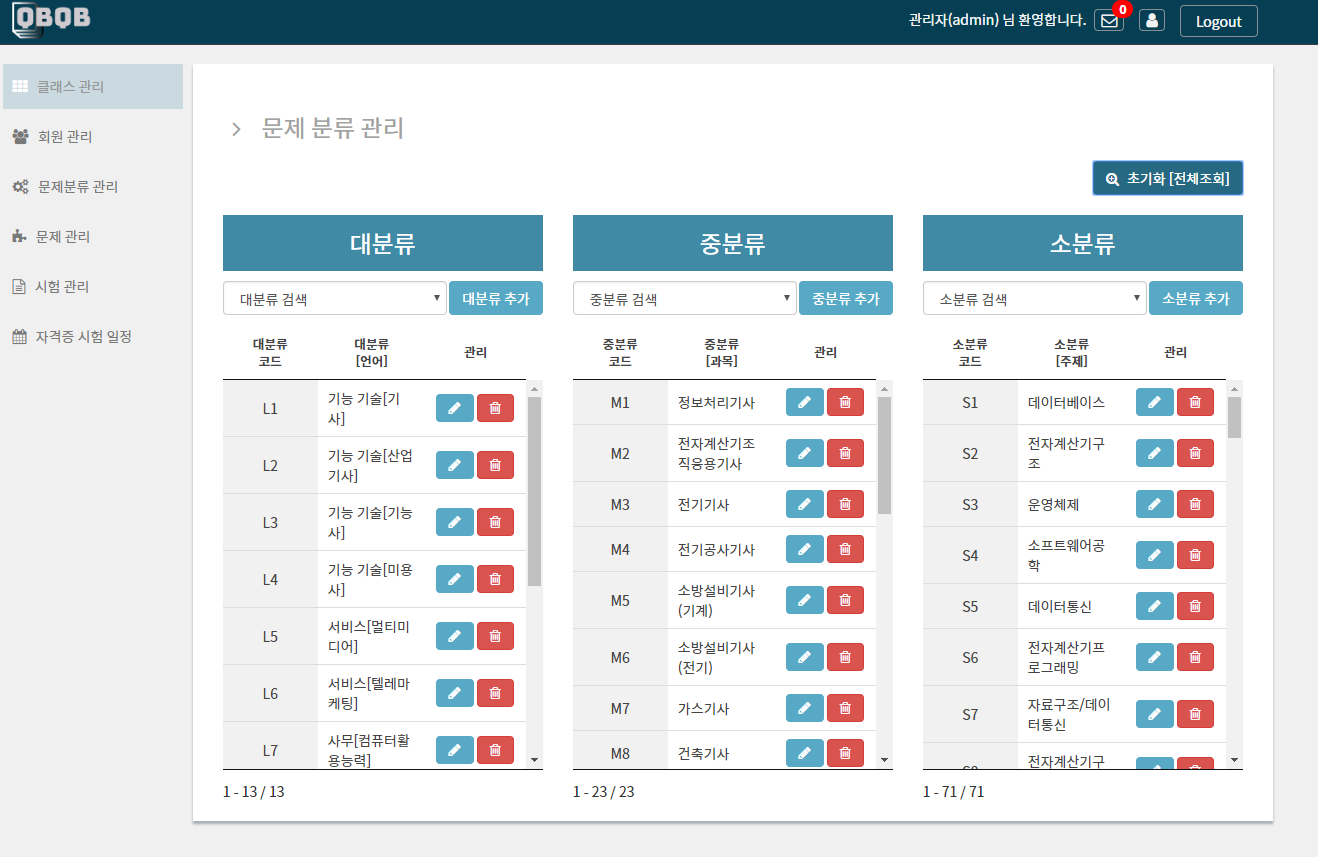 QBQB
관리자(admin) 님 환영합니다.
0
Logout
클래스 관리
회원 관리
문제분류 관리
문제 관리
시험 관리
자격증 시험 일정
문제 분류 관리
초기화 [전체조회]
대분류
대분류 검색
대분류 추가
대분류
코드
대분류
[언어]
관리
L1
기능 기술[기
사]
L2
기능 기술[산업
기사]
L3
기능 기술[기능
사]
L4
기능 기술[미용
사]
L5
서비스[멀티미
디어]
L6
서비스[텔레마
케팅]
L7
사무[컴퓨터활
용능력]
1 - 13 / 13
중분류
중분류 검색
중분류 추가
중분류
코드
중분류
[과목]
관리
M1
정보처리기사
M2
전자계산기조
직응용기사
M3
전기기사
M4
전기공사기사
M5
소방설비기사
(기계)
M6
소방설비기사
(전기)
M7
가스기사
M8
건축기사
1 - 23 / 23
소분류
소분류 검색
소분류 추가
소분류
코드
소분류
[주제]
관리
S1
데이터베이스
S2
전자계산기구
조
S3
운영체제
S4
소프트웨어공
학
S5
데이터통신
S6
전자계산기프
로그래밍
S7
자료구조/데이
터통신
전자계산기구
1 - 71 / 71